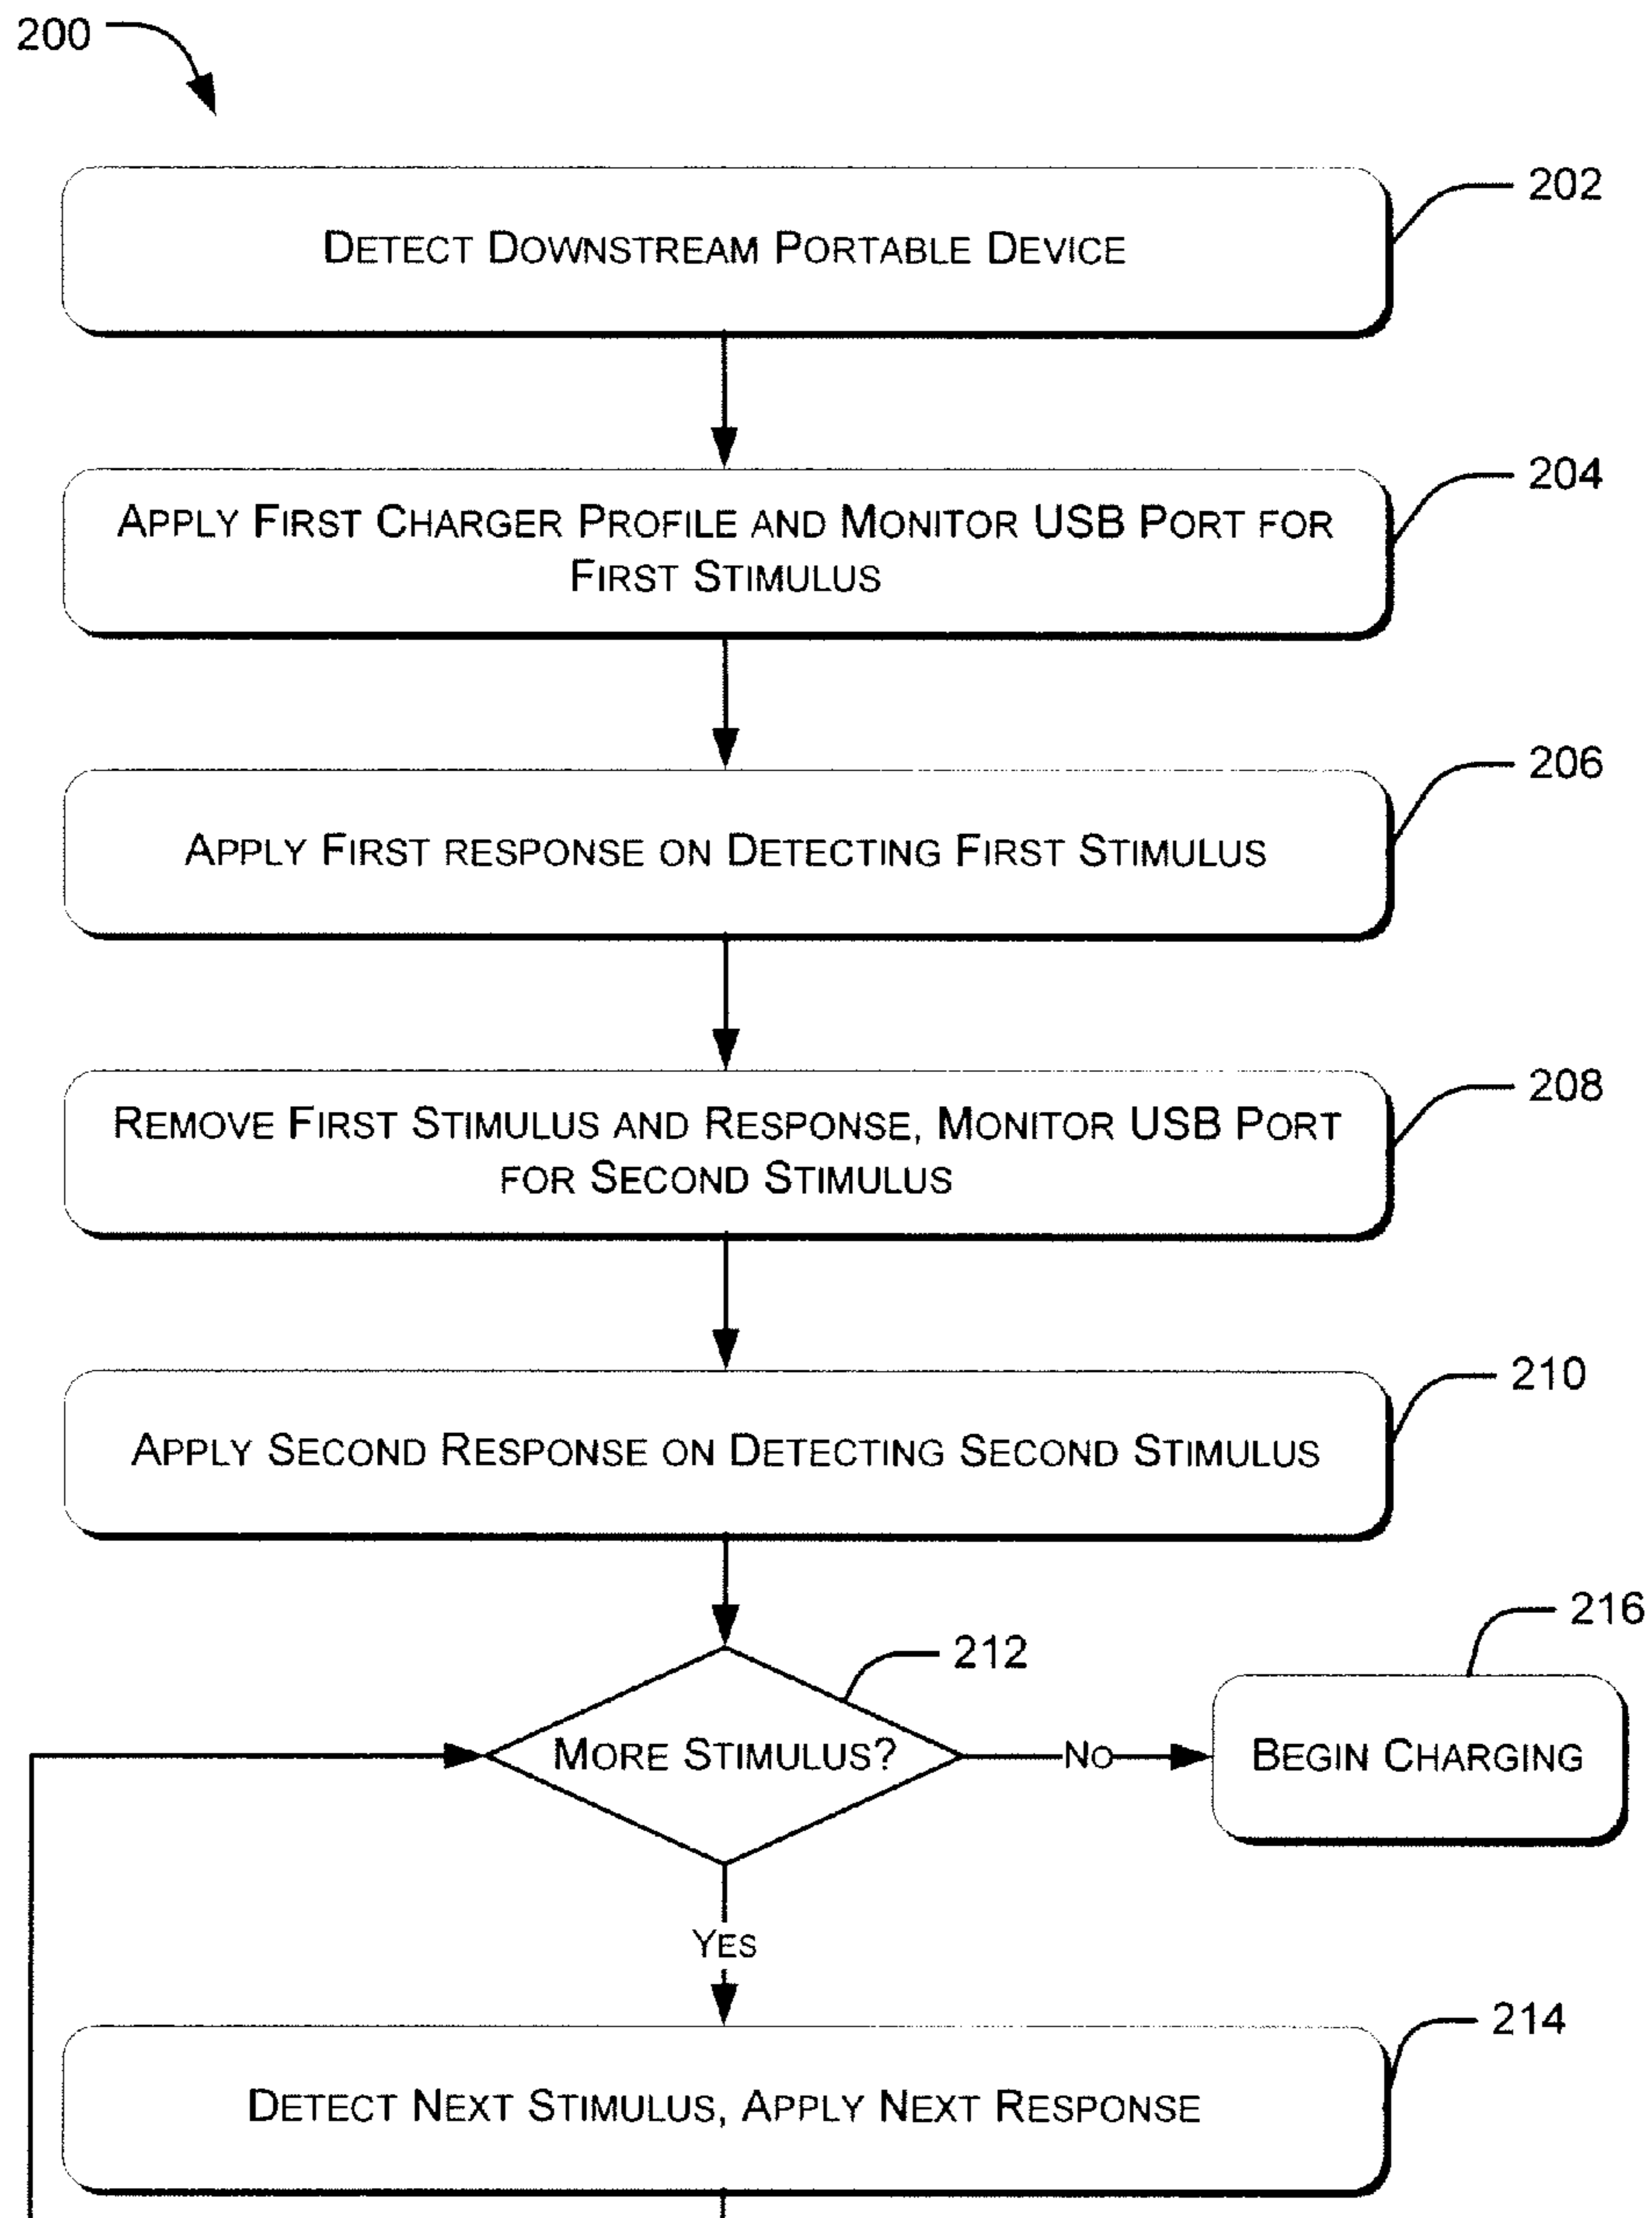 200
202
DETECT DOWNSTREAM PORTABLE DEVICE
204
APPLY FIRST CHARGER PROFILE AND MONITOR USB PORT FOR
FIRST STIMULUS
206
APPLY FIRST RESPONSE ON DETECTING FIRST STIMULUS
208
REMOVE FIRST STIMULUS AND RESPONSE, MONITOR USB PORT
FOR SECOND STIMULUS
210
APPLY SECOND RESPONSE ON DETECTING SECOND STIMULUS
216
212
MORE STIMULUS?
NO
BEGIN CHARGING
YES
214
DETECT NEXT STIMULUS, APPLY NEXT RESPONSE